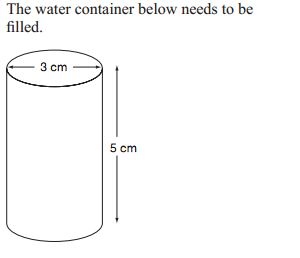 The water container below needs to be
filled.
3 cm
5 cm